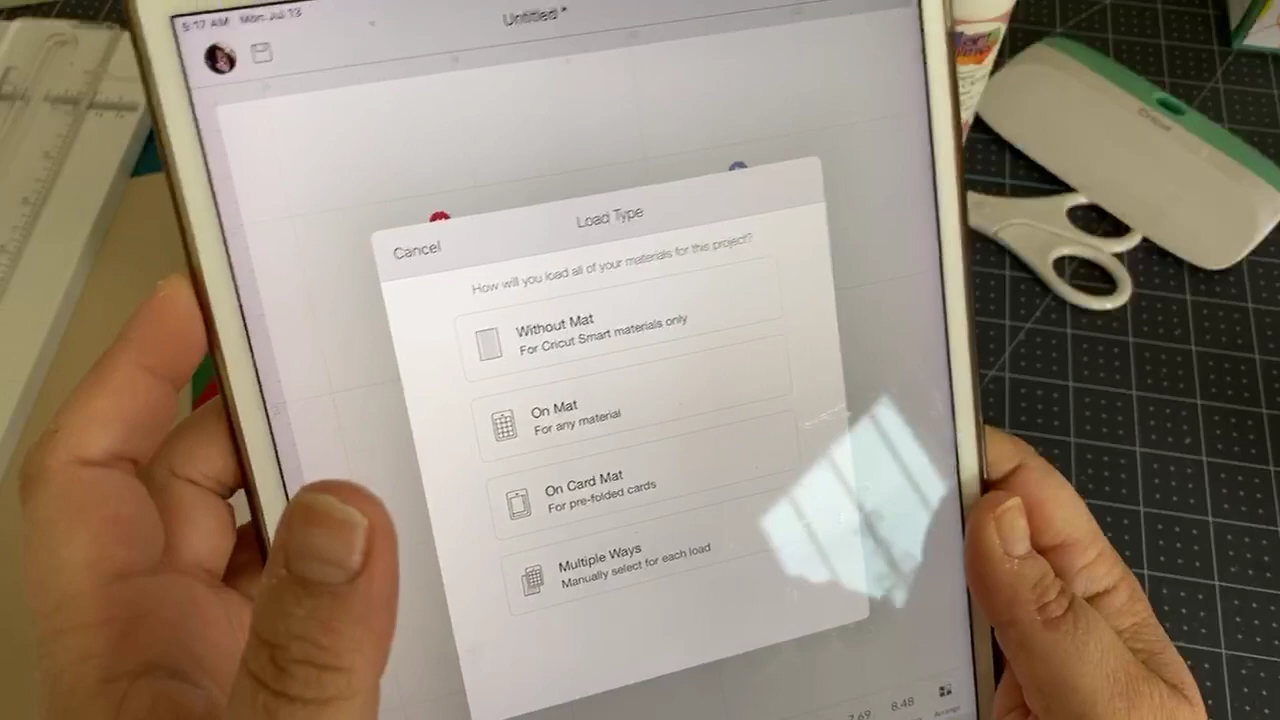 5:17 AM Mon Jul 13
Untitled*
Cancel
Load Type
How will you load all of your materials for this project?
Without Mat
For Cricut Smart materials only
On Mat
For any material
On Card Mat
For pre-folded cards
Multiple Ways
Manually select for each load
7.69
8.48
Arrange
Cricut